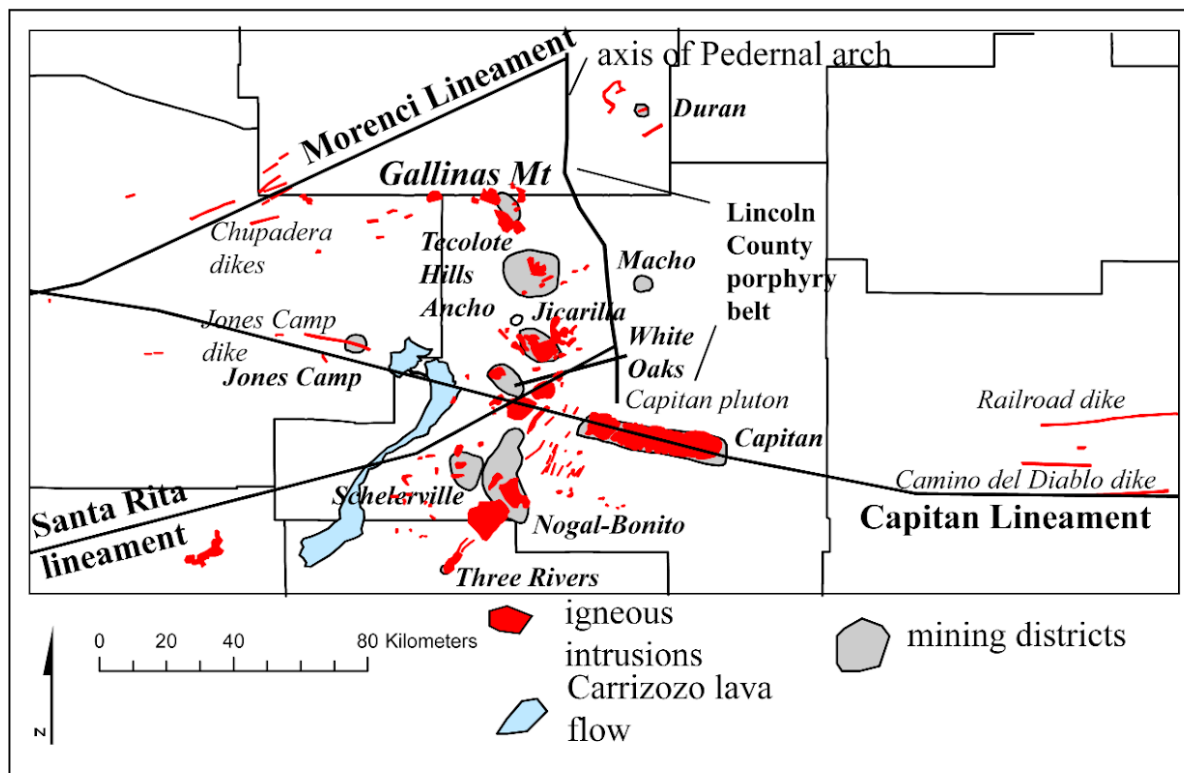 axis of Pedernal arch
Morenci Lineament
Duran
Gallinas Mt
Chupadera
dikes
Tecolote
Hills
Ancho
Macho
Lincoln
County
porphyry
belt
Jicarilla
Jones Camp
dike
Jones Camp
White
Oaks
Capitan pluton
Capitan
Railroad dike
Camino del Diablo dike
Capitan Lineament
Schelerville
Santa Rita
lineament
Nogal-Bonito
Three Rivers
igneous
intrusions
mining districts
Carrizozo lava
flow
0 20 40 80 Kilometers
N